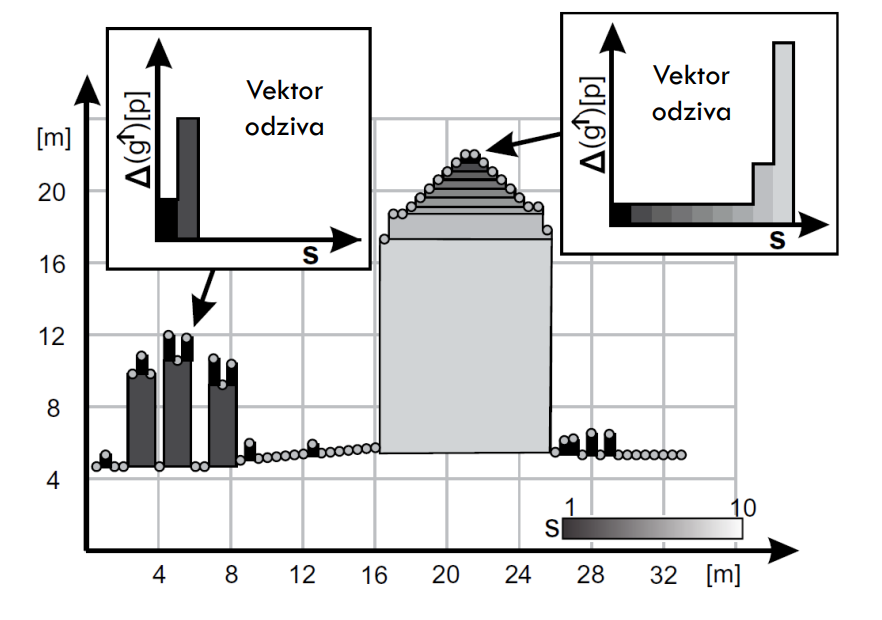 Vektor
odziva
Δ(g⃗)[p]
s
Vektor
odziva
Δ(g⃗)[p]
s
[m]
20
16
12
8
4
1 10
s
4 8 12 16 20 24 28 32 [m]